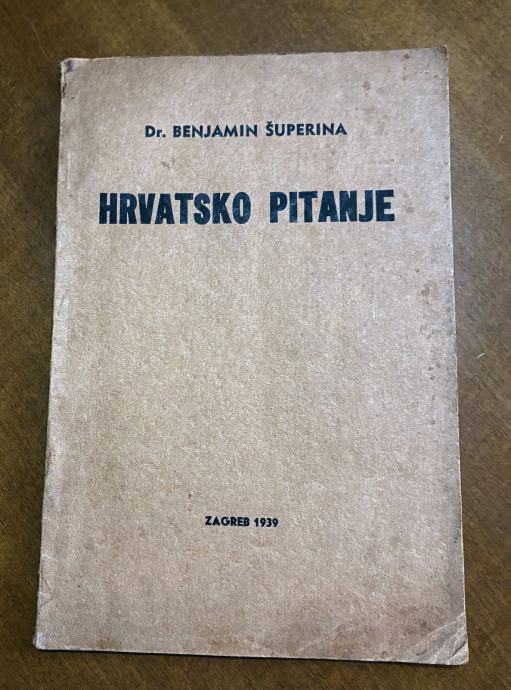 Dr. BENJAMIN ŠUPERINA
HRVATSKO PITANJE
ZAGREB 1939